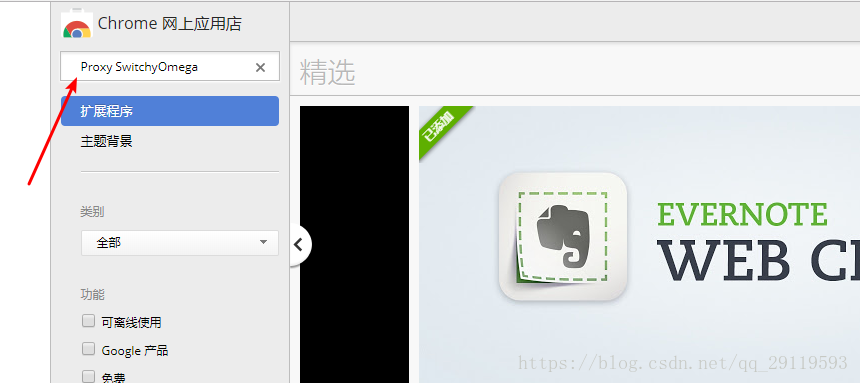 Chrome 网上应用店
Proxy SwitchyOmega
扩展程序
主题背景
类别
全部
功能
可离线使用
Google 产品
免费
精选
已添加
EVERNOTE
WEB
https://blog.csdn.net/qq_29119593